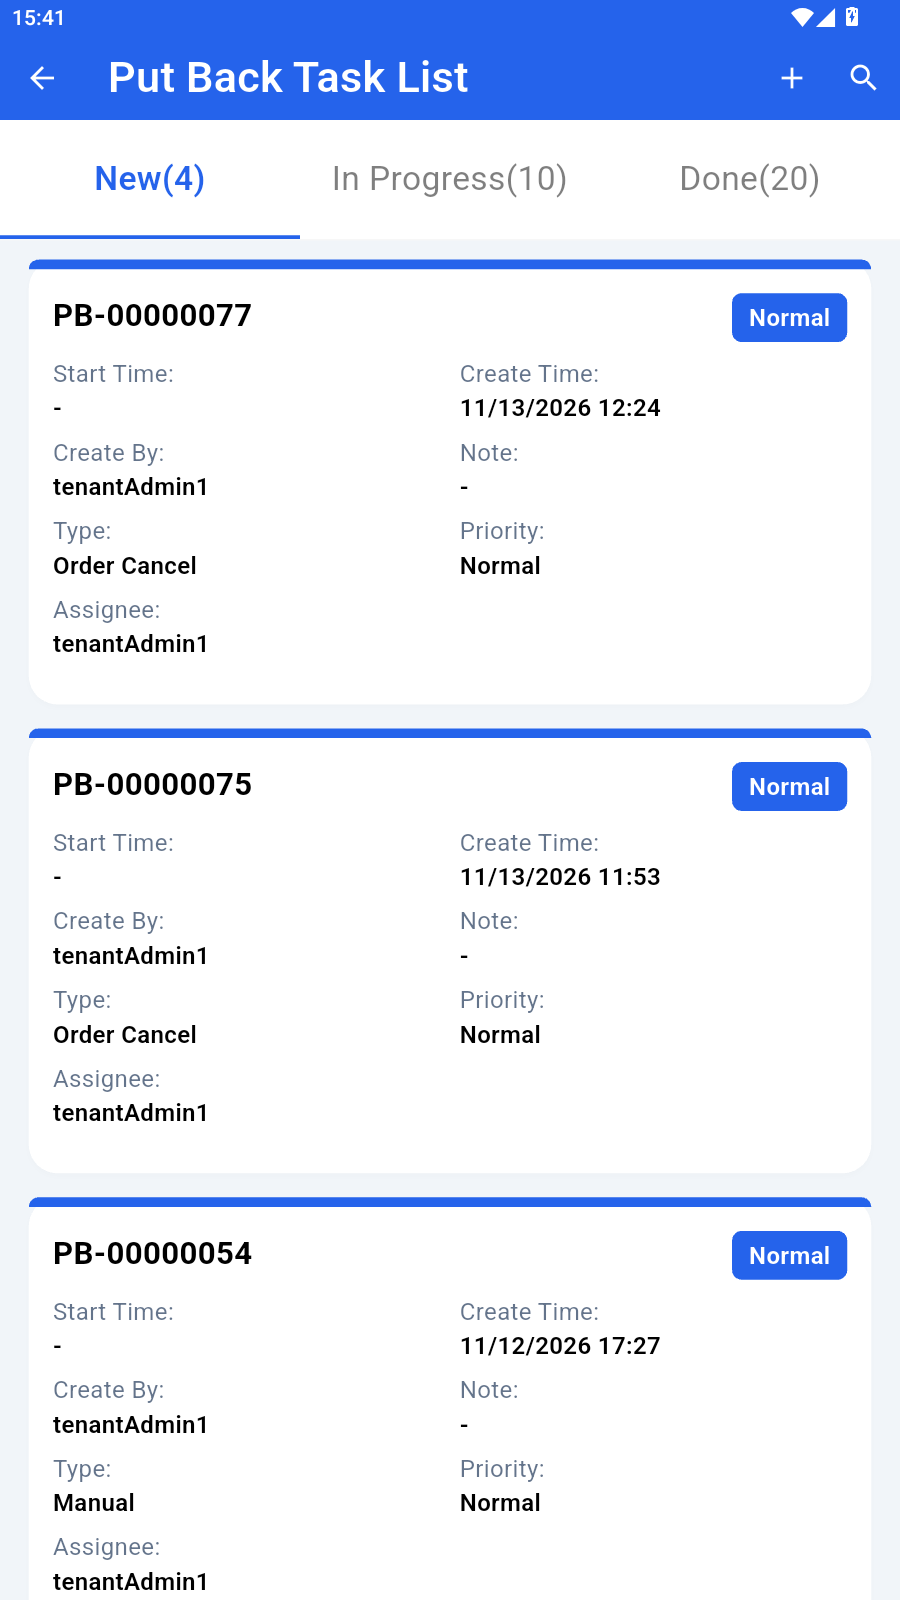 15:41
Put Back Task List
New(4) In Progress(10) Done(20)
PB-00000077 Normal
Start Time: Create Time:
- 11/13/2026 12:24
Create By: Note:
tenantAdmin1 -
Type: Priority:
Order Cancel Normal
Assignee:
tenantAdmin1
PB-00000075 Normal
Start Time: Create Time:
- 11/13/2026 11:53
Create By: Note:
tenantAdmin1 -
Type: Priority:
Order Cancel Normal
Assignee:
tenantAdmin1
PB-00000054 Normal
Start Time: Create Time:
- 11/12/2026 17:27
Create By: Note:
tenantAdmin1 -
Type: Priority:
Manual Normal
Assignee:
tenantAdmin1